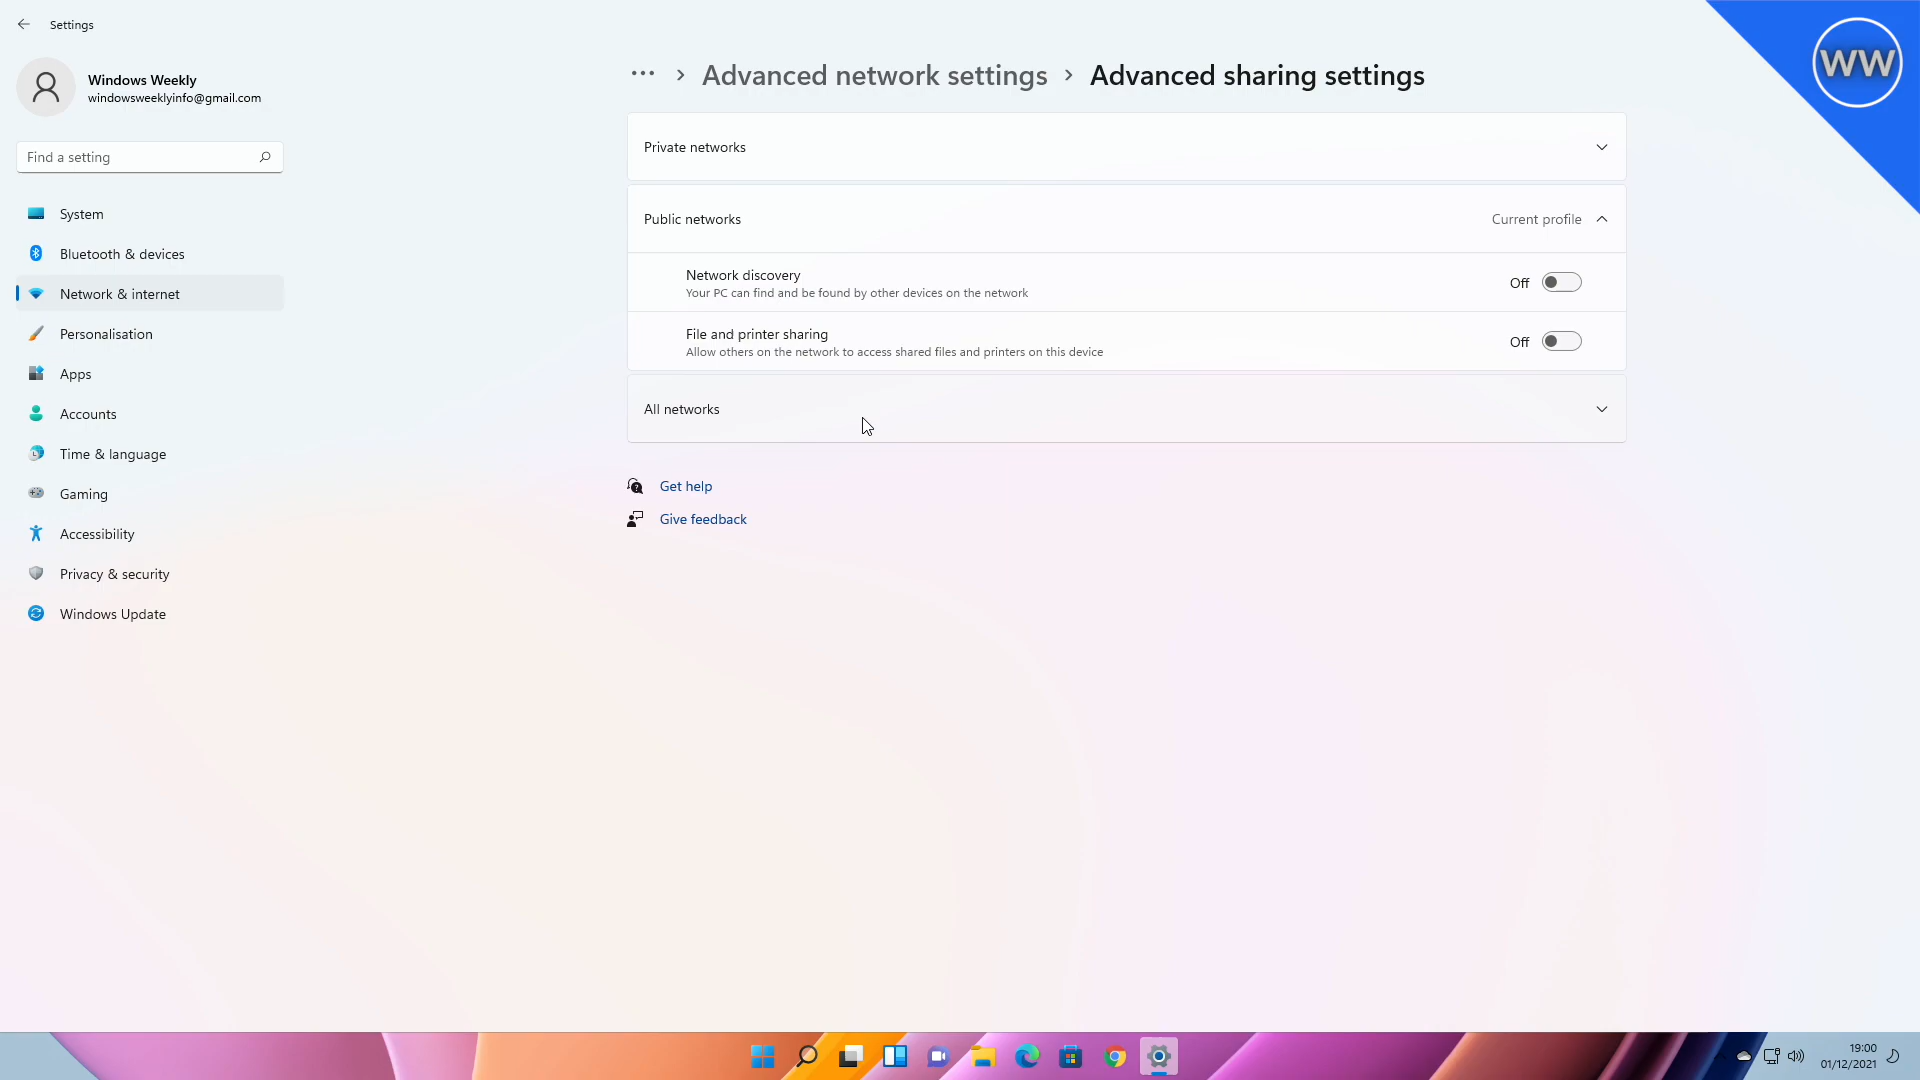 Settings
Windows Weekly
windowsweeklyinfo@gmail.com
Find a setting
System
Bluetooth & devices
Network & internet
Personalisation
Apps
Accounts
Time & language
Gaming
Accessibility
Privacy & security
Windows Update
··· > Advanced network settings > Advanced sharing settings
WW
Private networks
Public networks Current profile
Network discovery
Your PC can find and be found by other devices on the network
Off
File and printer sharing
Allow others on the network to access shared files and printers on this device
Off
All networks
Get help
Give feedback
19:00
01/12/2021